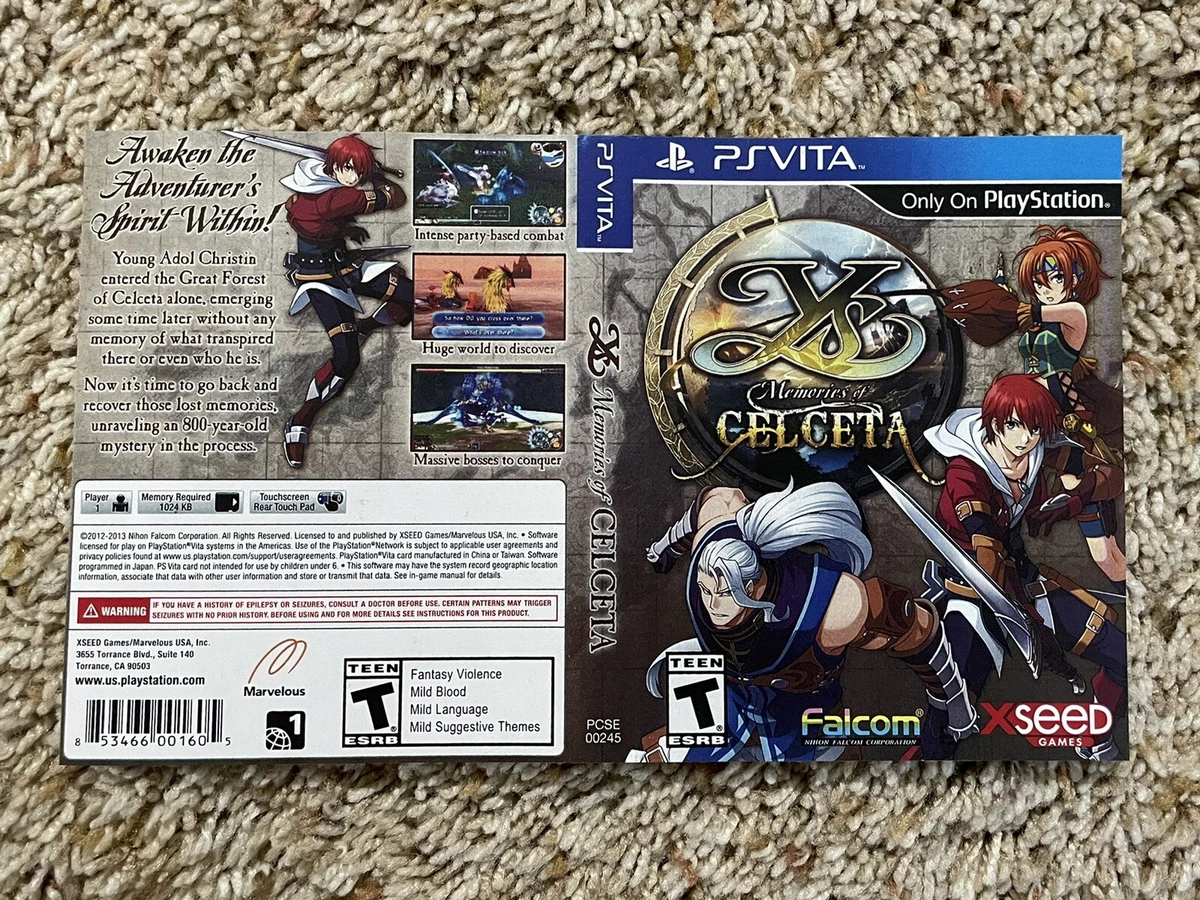 Awaken the
Adventurer's
Spirit Within!
Young Adol Christin
entered the Great Forest
of Celceta alone, emerging
some time later without any
memory of what transpired
there or even who he is.
Now it's time to go back and
recover those lost memories,
unraveling an 800-year-old
mystery in the process.
Intense party-based combat
So how DO you cross over there?
What's over there?
Huge world to discover
Massive bosses to conquer
Player
1
Memory Required
1024 KB
Touchscreen
Rear Touch Pad
©2012-2013 Nihon Falcom Corporation. All Rights Reserved. Licensed to and published by XSEED Games/Marvelous USA, Inc. • Software
licensed for play on PlayStation®Vita systems in the Americas. Use of the PlayStation®Network is subject to applicable user agreements and
privacy policies found at www.us.playstation.com/support/useragreements. PlayStation®Vita card manufactured in China or Taiwan. Software
programmed in Japan. PS Vita card not intended for use by children under 6. • This software may have the system record geographic location
information, associate that data with other user information and store or transmit that data. See in-game manual for details.
WARNING
IF YOU HAVE A HISTORY OF EPILEPSY OR SEIZURES, CONSULT A DOCTOR BEFORE USE. CERTAIN PATTERNS MAY TRIGGER
SEIZURES WITH NO PRIOR HISTORY. BEFORE USING AND FOR MORE DETAILS SEE INSTRUCTIONS FOR THIS PRODUCT.
XSEED Games/Marvelous USA, Inc.
3655 Torrance Blvd., Suite 140
Torrance, CA 90503
www.us.playstation.com
Marvelous
8 53466 00160 5
1
TEEN
T
ESRB
Fantasy Violence
Mild Blood
Mild Language
Mild Suggestive Themes
PSVITA™
Ys Memories of CELCETA
PCSE
00245
PSVITA™
Only On PlayStation®
Ys
Memories of
CELCETA
TEEN
T
ESRB
Falcom®
NIHON FALCOM CORPORATION
XSEED
GAMES